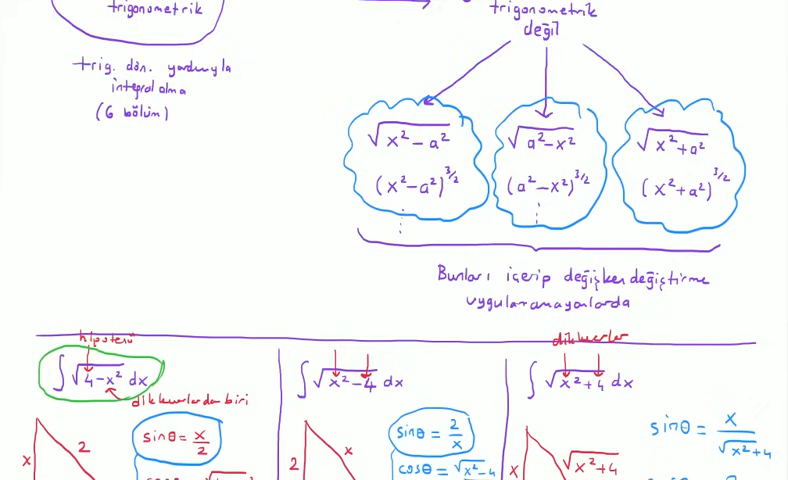 trigonometrik
trigonometrik
değil
trig. dön. yardımıyla
integral alma
(6 bölüm)
√x²-a²
√a²-x²
√x²+a²
(x²-a²)^3/2
(a²-x²)^3/2
(x²+a²)^3/2
Bunları içerip değişken değiştirme
uygulanamayanlarda
hipotenü
∫√4-x² dx
dikkenarlardan biri
sinθ = x/2
x
2
∫√x²-4 dx
sinθ = 2/x
cosθ = √x²-4
2
x
dikkenarlar
∫√x²+4 dx
sinθ = x/√x²+4
x
√x²+4